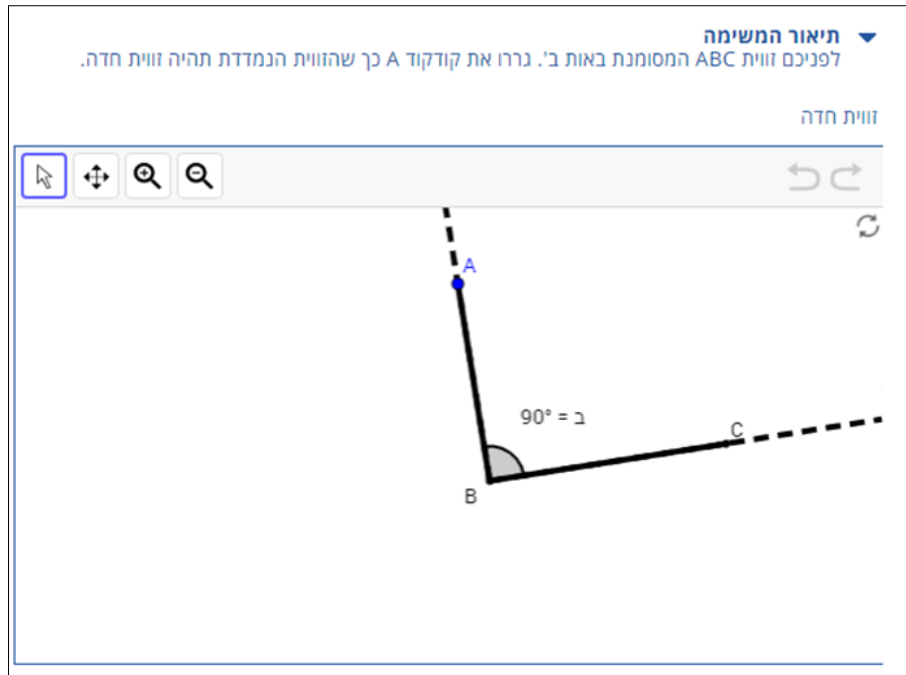 תיאור המשימה
לפניכם זווית ABC המסומנת באות ב'. גררו את קודקוד A כך שהזווית הנמדדת תהיה זווית חדה.
זווית חדה
A
ב = 90°
C
B